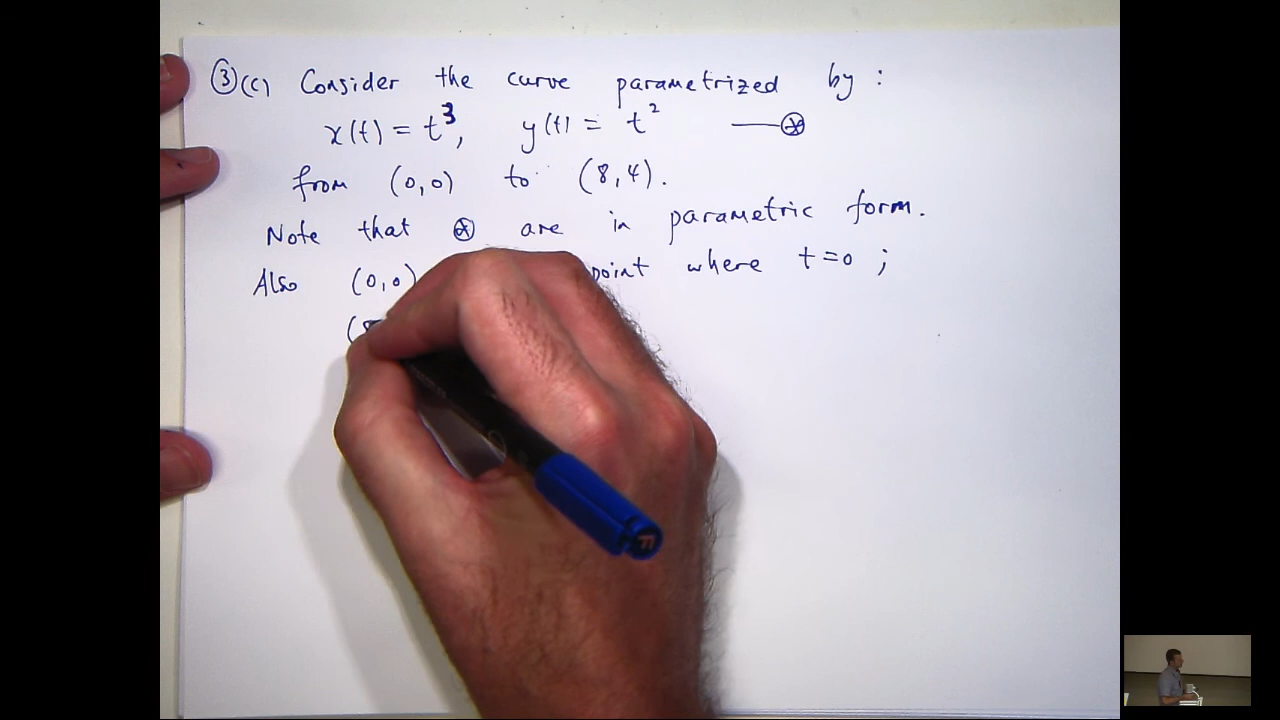 ③(c) Consider the curve parametrized by :
x(t) = t³, y(t) = t² —⊛
from (0,0) to (8,4).
Note that ⊛ are in parametric form.
Also (0,0) point where t=0 ;
(8